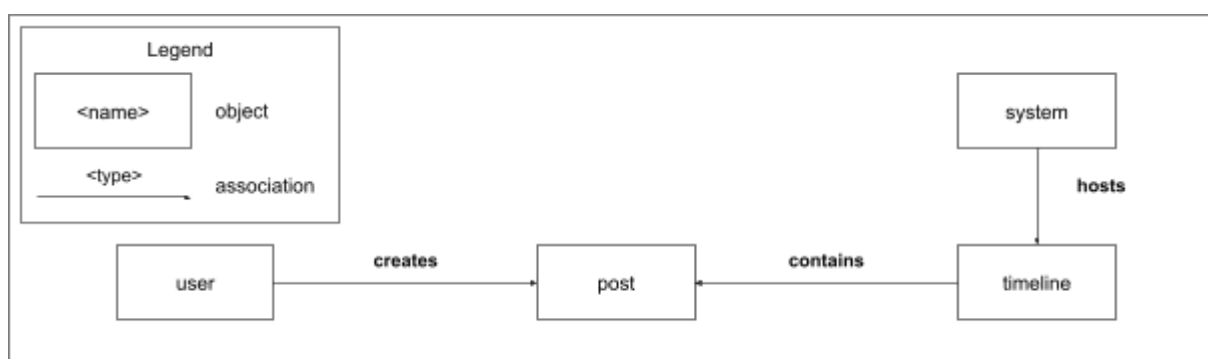 Legend
<name>
object
<type>
association
system
hosts
user
creates
post
contains
timeline